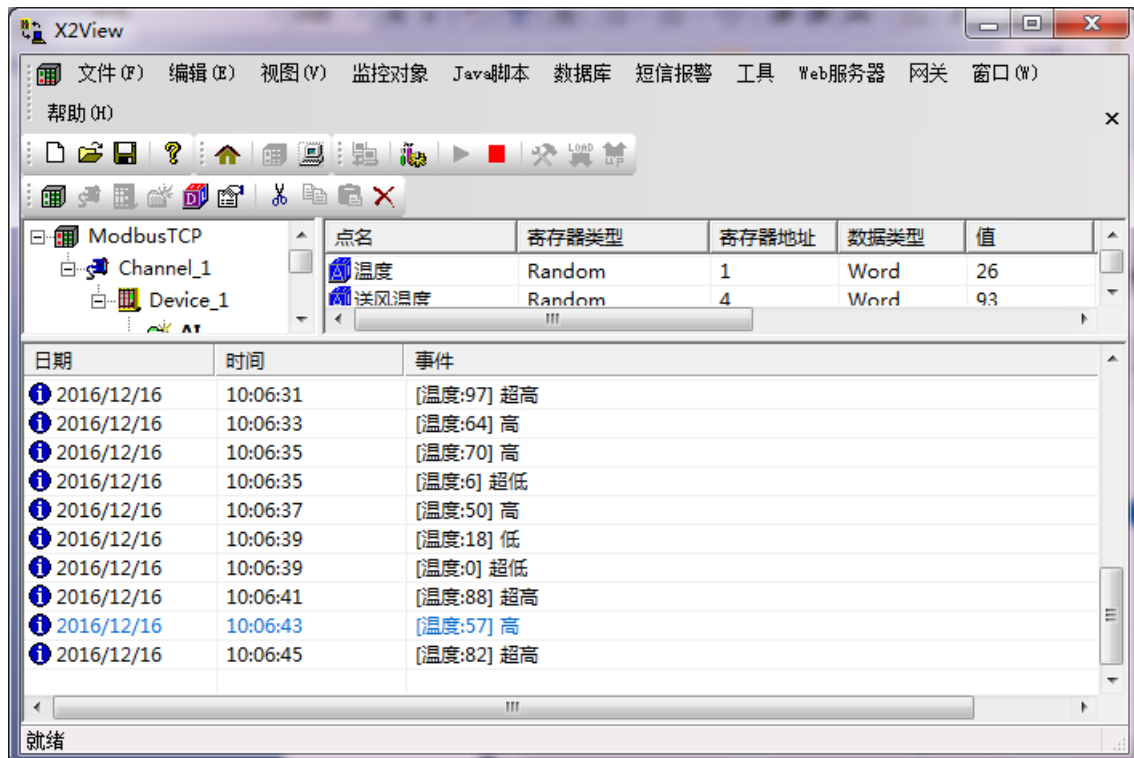 X2View
文件(F) 编辑(E) 视图(V) 监控对象 Java脚本 数据库 短信报警 工具 Web服务器 网关 窗口(W)
帮助(H)
LOAD
UP
ModbusTCP
Channel_1
Device_1
AI
点名 寄存器类型 寄存器地址 数据类型 值
温度 Random 1 Word 26
送风温度 Random 4 Word 93
日期 时间 事件
2016/12/16 10:06:31 [温度:97] 超高
2016/12/16 10:06:33 [温度:64] 高
2016/12/16 10:06:35 [温度:70] 高
2016/12/16 10:06:35 [温度:6] 超低
2016/12/16 10:06:37 [温度:50] 高
2016/12/16 10:06:39 [温度:18] 低
2016/12/16 10:06:39 [温度:0] 超低
2016/12/16 10:06:41 [温度:88] 超高
2016/12/16 10:06:43 [温度:57] 高
2016/12/16 10:06:45 [温度:82] 超高
就绪